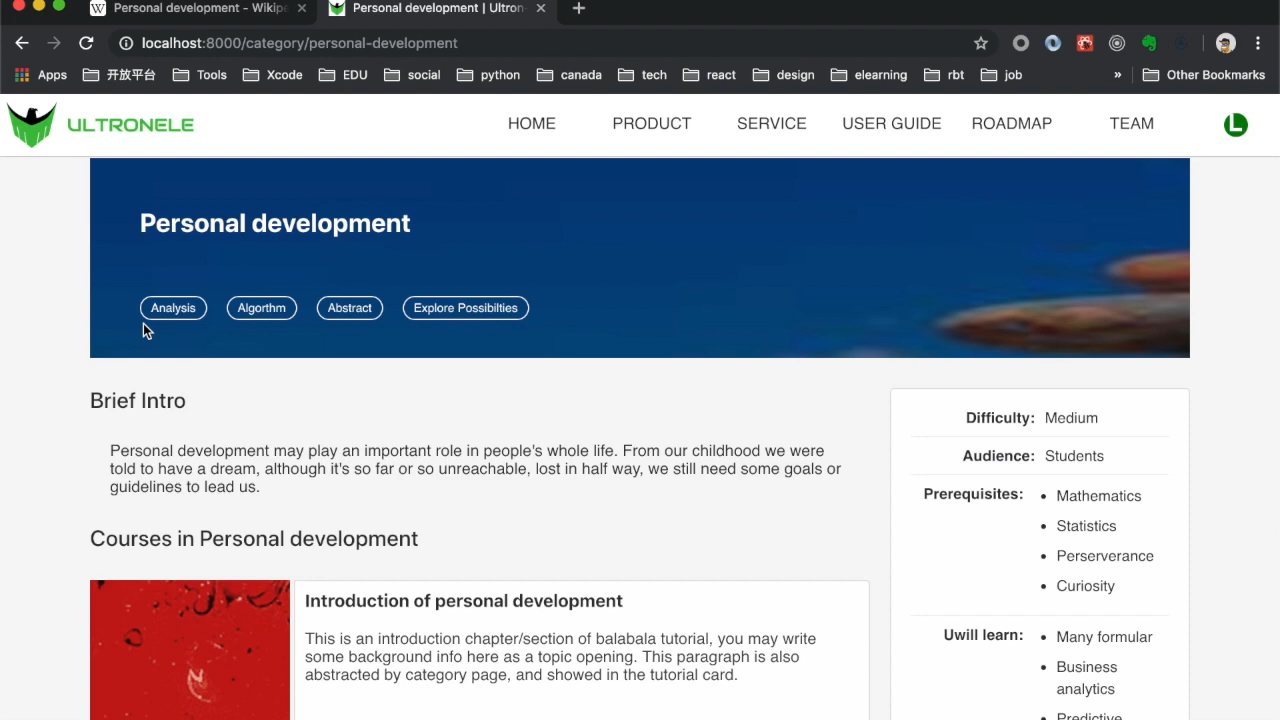 Personal development - Wikipe
Personal development | Ultron
localhost:8000/category/personal-development
Apps 开放平台 Tools Xcode EDU social python canada tech react design elearning rbt job » Other Bookmarks
ULTRONELE
HOME PRODUCT SERVICE USER GUIDE ROADMAP TEAM
Personal development
Analysis Algorthm Abstract Explore Possibilties
Brief Intro
Personal development may play an important role in people's whole life. From our childhood we were
told to have a dream, although it's so far or so unreachable, lost in half way, we still need some goals or
guidelines to lead us.
Courses in Personal development
Introduction of personal development
This is an introduction chapter/section of balabala tutorial, you may write
some background info here as a topic opening. This paragraph is also
abstracted by category page, and showed in the tutorial card.
Difficulty: Medium
Audience: Students
Prerequisites: • Mathematics
• Statistics
• Perserverance
• Curiosity
Uwill learn: • Many formular
• Business
analytics
• Predictive